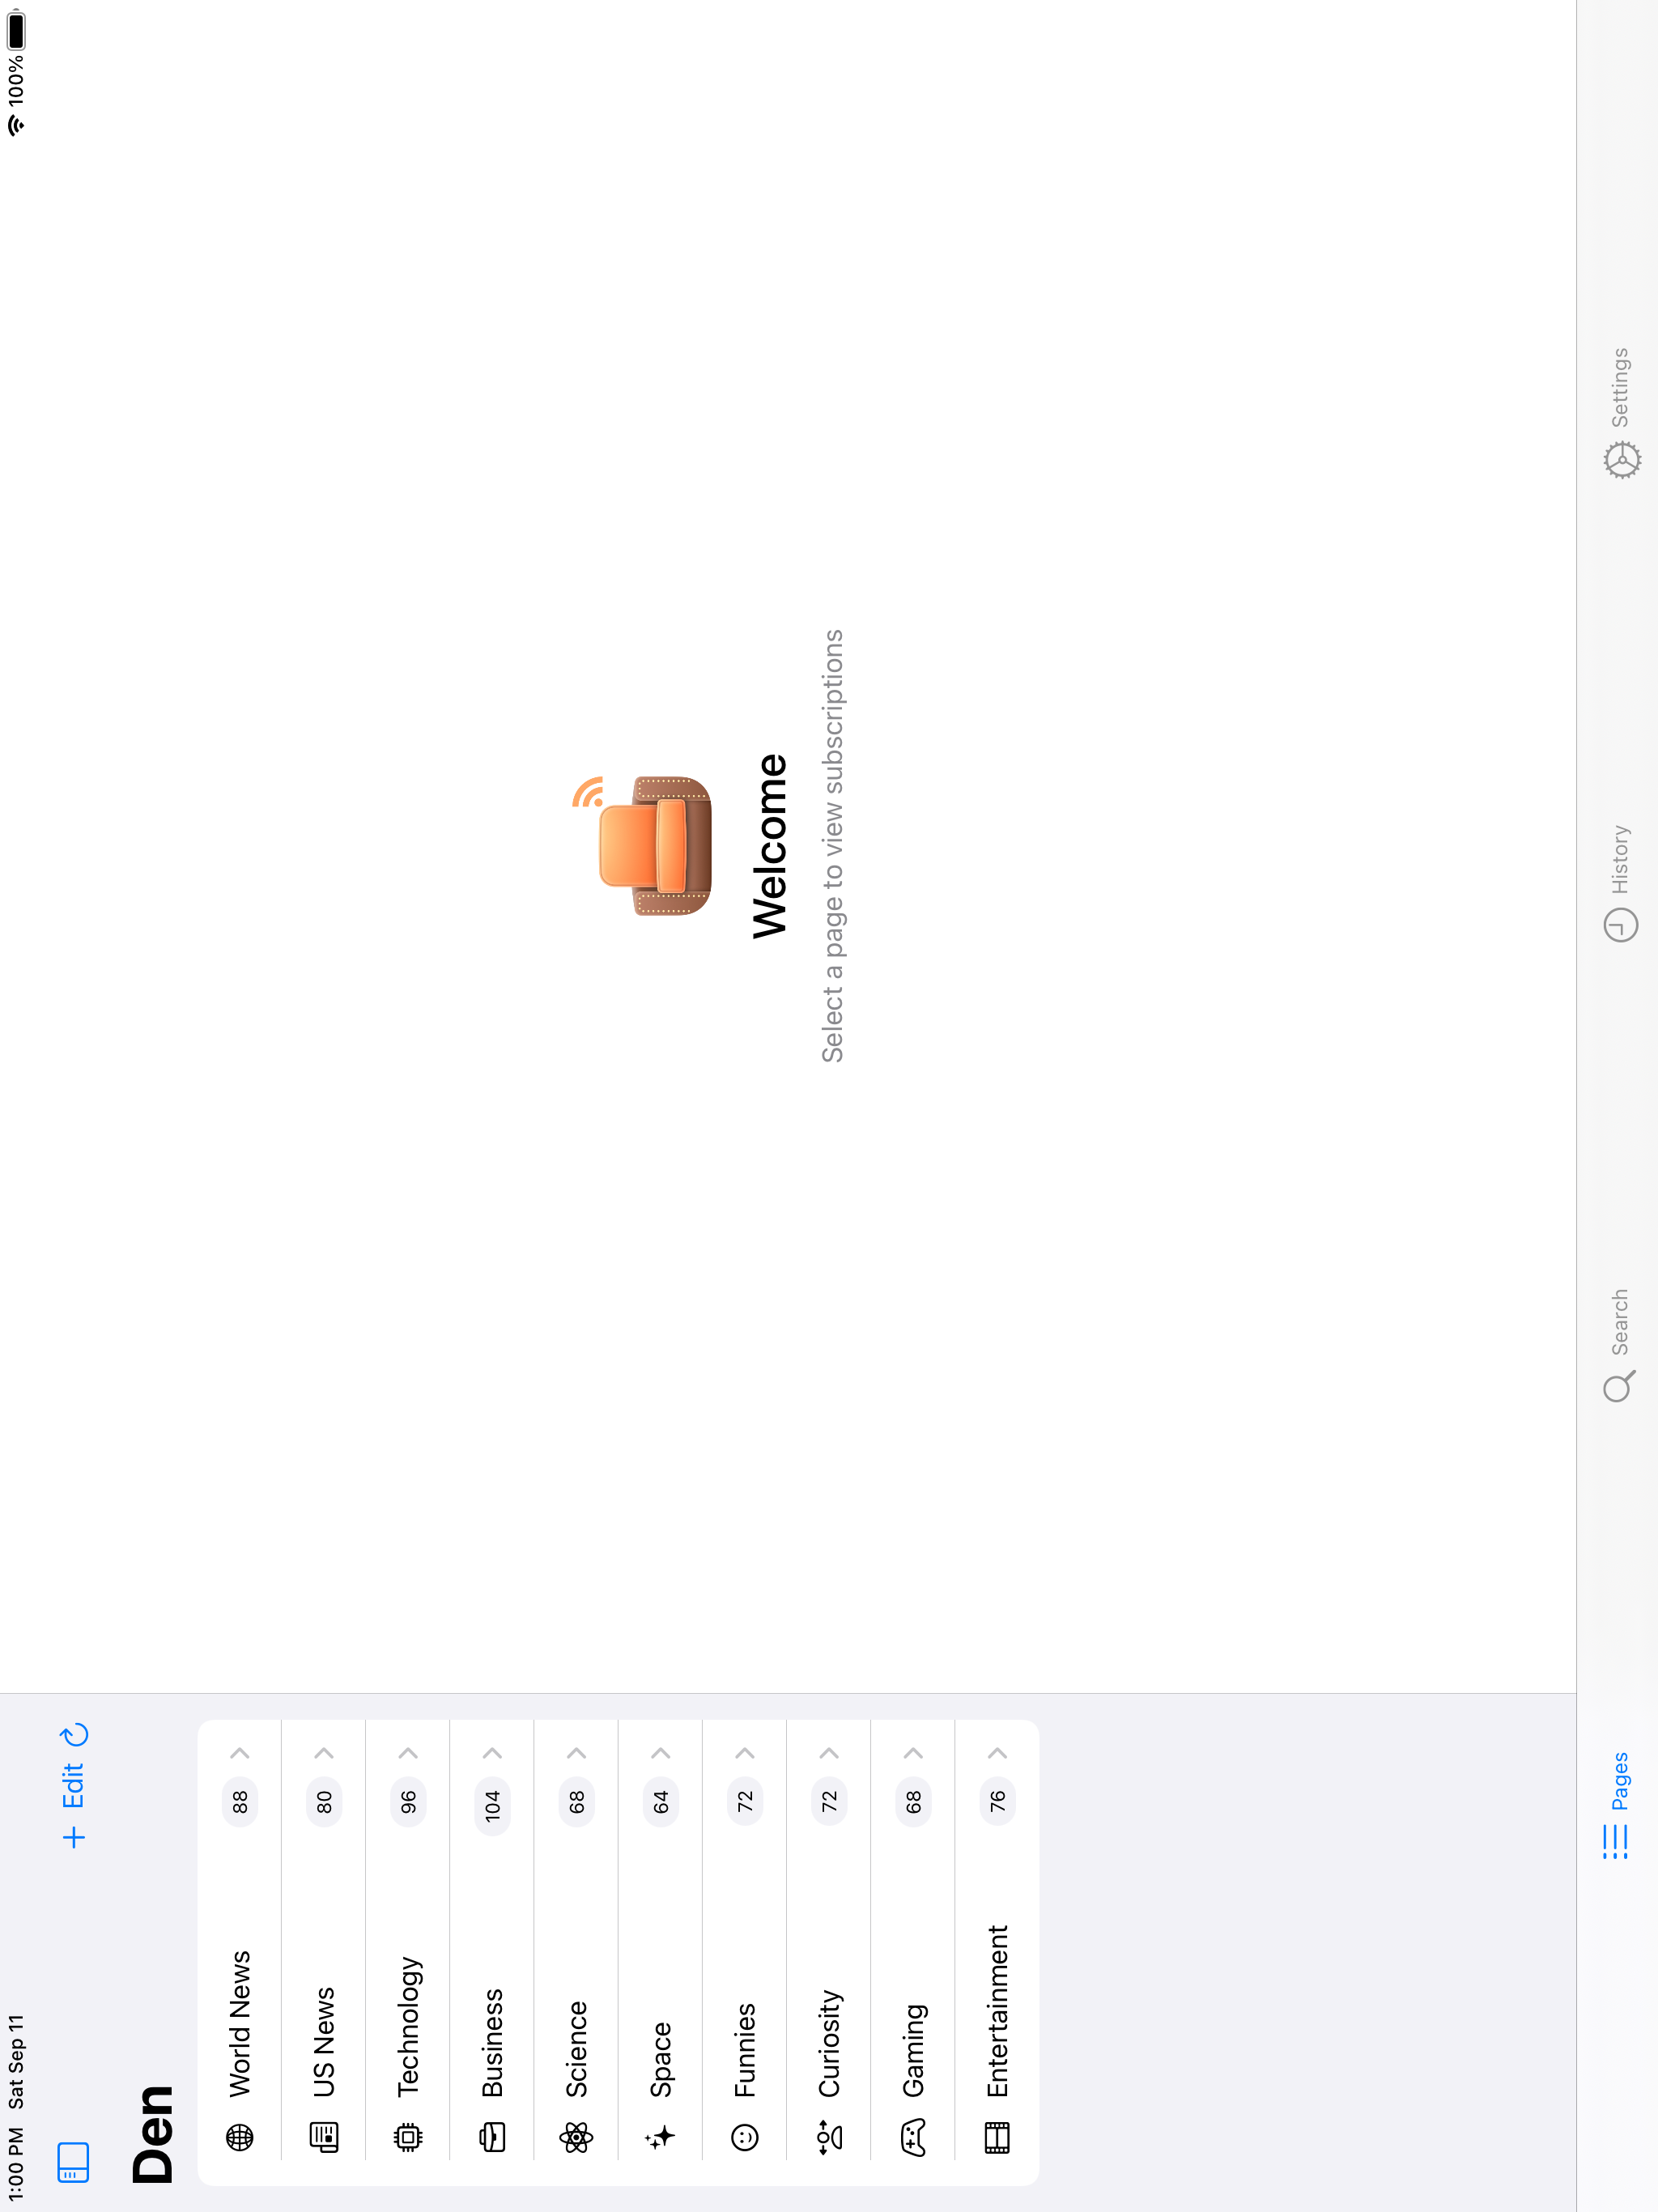 1:00 PM Sat Sep 11
100%
Edit
Den
World News 88
US News 80
Technology 96
Business 104
Science 68
Space 64
Funnies 72
Curiosity 72
Gaming 68
Entertainment 76
Welcome
Select a page to view subscriptions
Pages
Search
History
Settings